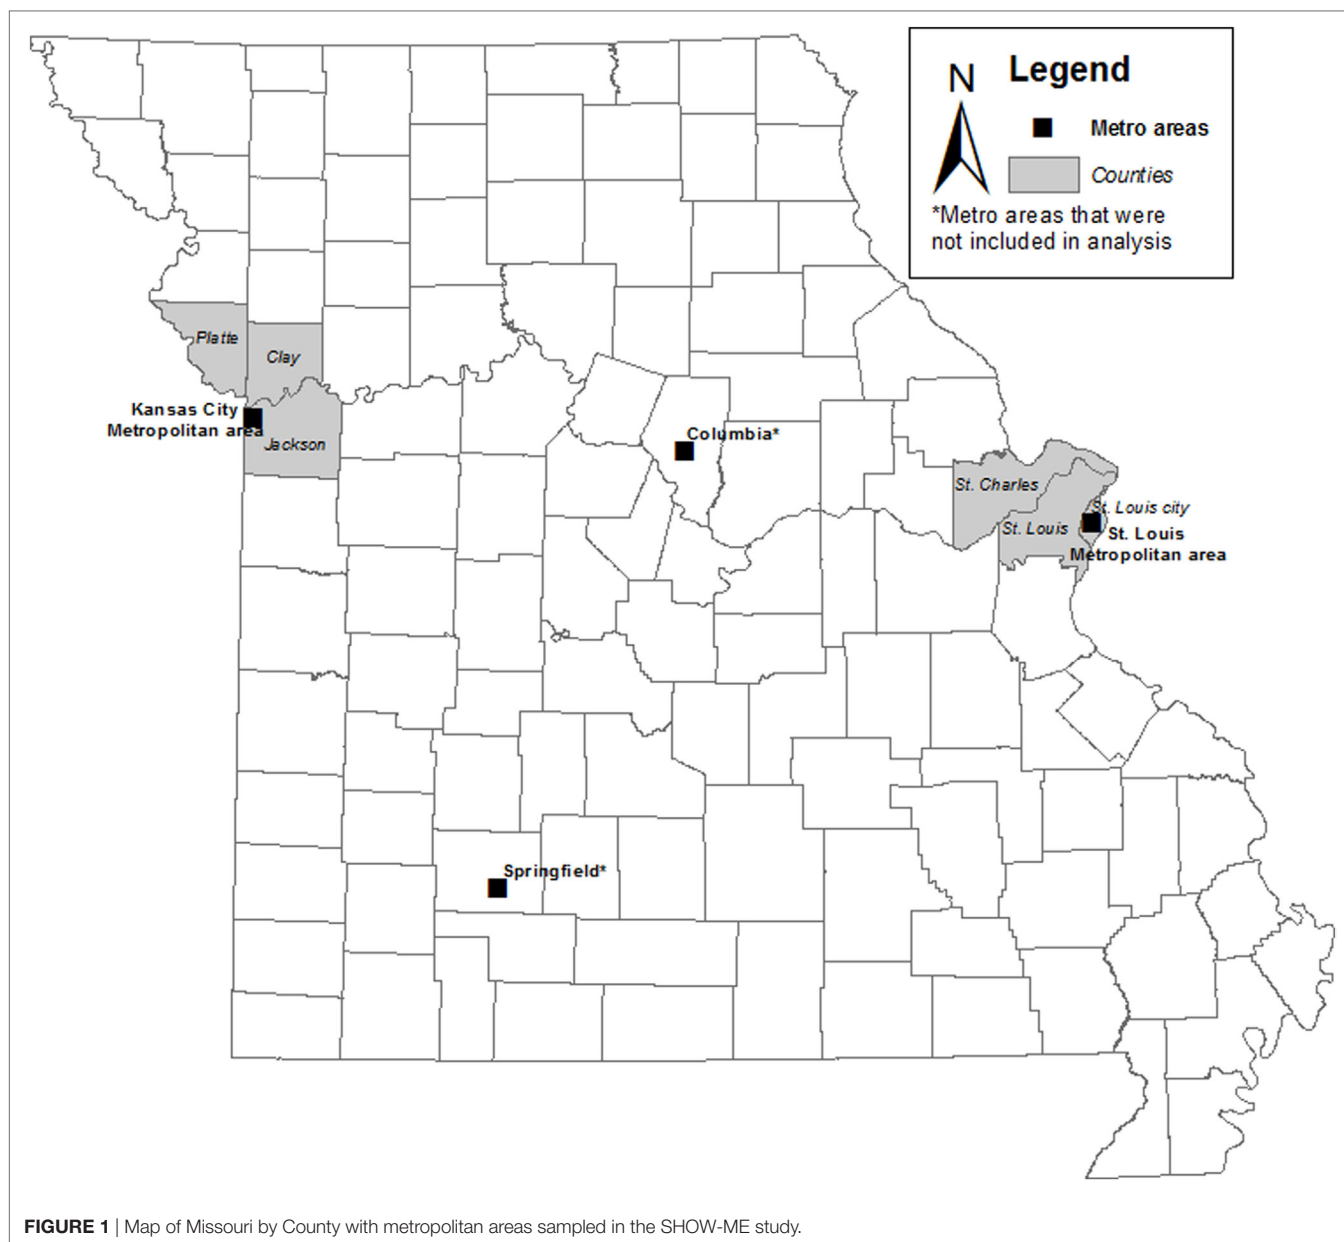 N
Legend
Metro areas
Counties
*Metro areas that were
not included in analysis
Platte
Clay
Kansas City
Metropolitan area
Jackson
Columbia*
St. Charles
St. Louis city
St. Louis
St. Louis
Metropolitan area
Springfield*
FIGURE 1 | Map of Missouri by County with metropolitan areas sampled in the SHOW-ME study.